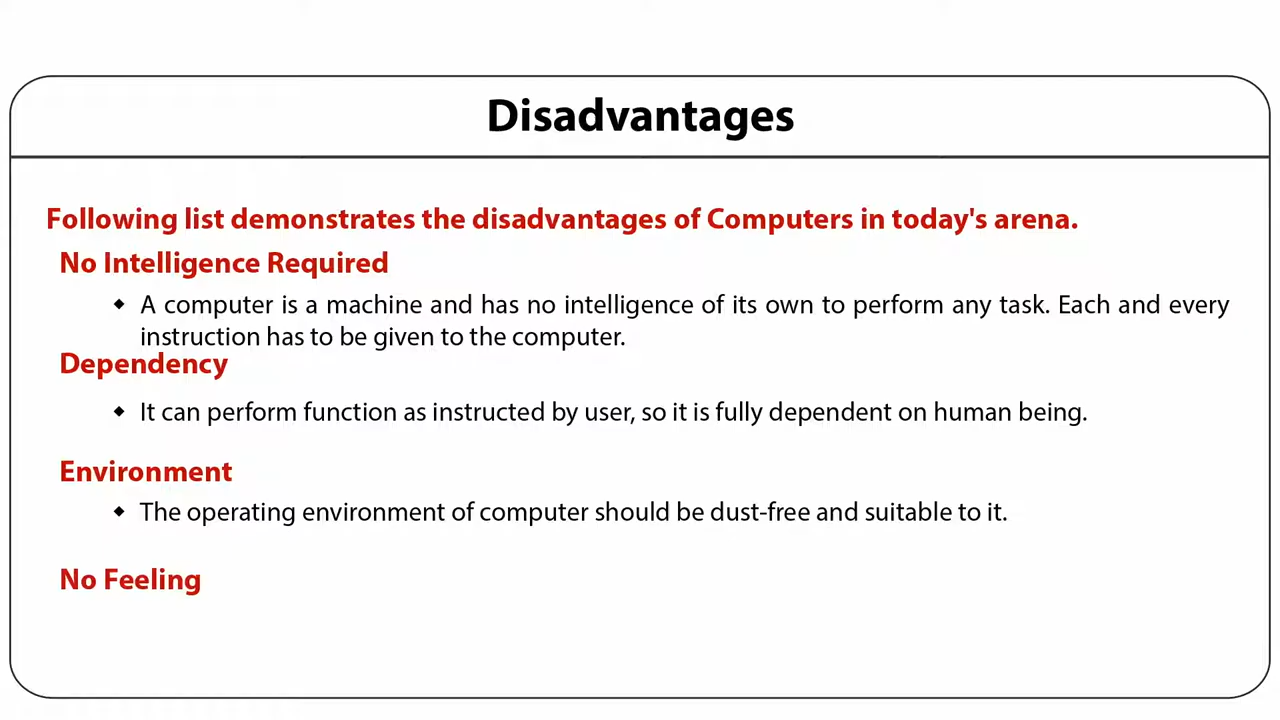 Disadvantages
Following list demonstrates the disadvantages of Computers in today's arena.
No Intelligence Required
◆ A computer is a machine and has no intelligence of its own to perform any task. Each and every
instruction has to be given to the computer.
Dependency
◆ It can perform function as instructed by user, so it is fully dependent on human being.
Environment
◆ The operating environment of computer should be dust-free and suitable to it.
No Feeling